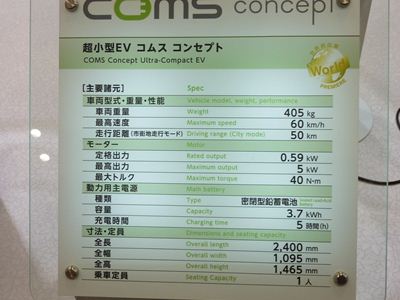 COMS concept
超小型EV コムス コンセプト
COMS Concept Ultra-Compact EV
World
PREMIERE
[主要諸元] Spec
車両型式・重量・性能 Vehicle model, weight, performance
車両重量 Weight 405 kg
最高速度 Maximum speed 60 km/h
走行距離(市街地走行モード) Driving range (City mode) 50 km
モーター Motor
定格出力 Rated output 0.59 kW
最高出力 Maximum output 5 kW
最大トルク Maximum torque 40 N·m
動力用主電源 Main battery
種類 Type 密閉型鉛蓄電池 Sealed Lead-Acid battery
容量 Capacity 3.7 kWh
充電時間 Charging time 5 時間(h)
寸法・定員 Dimensions and seating capacity
全長 Overall length 2,400 mm
全幅 Overall width 1,095 mm
全高 Overall height 1,465 mm
乗車定員 Seating Capacity 1 人